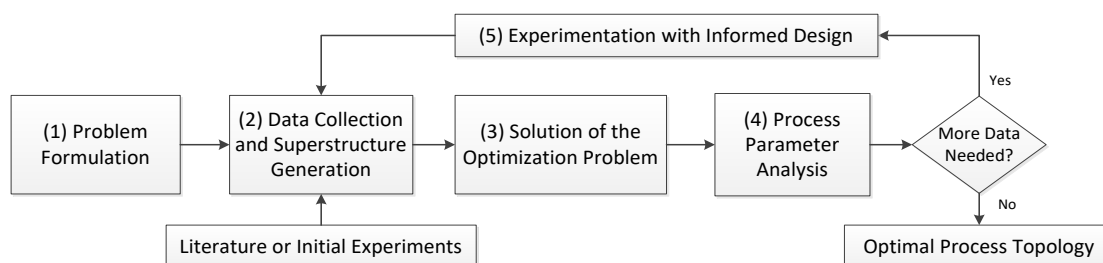 (5) Experimentation with Informed Design
Yes
(1) Problem
Formulation
(2) Data Collection
and Superstructure
Generation
(3) Solution of the
Optimization Problem
(4) Process
Parameter
Analysis
More Data
Needed?
No
Literature or Initial Experiments
Optimal Process Topology